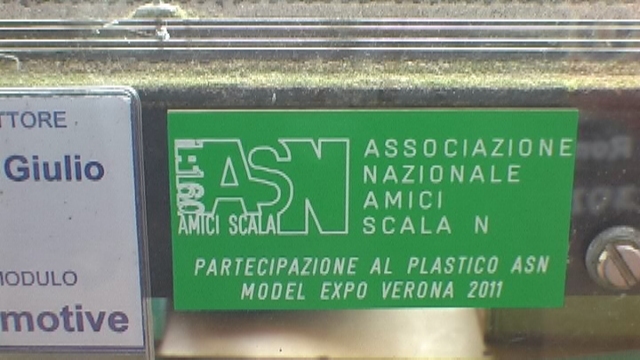 TTORE
Giulio
MODULO
motive
1:160
ASN
AMICI SCALA
ASSOCIAZIONE
NAZIONALE
AMICI
SCALA N
PARTECIPAZIONE AL PLASTICO ASN
MODEL EXPO VERONA 2011